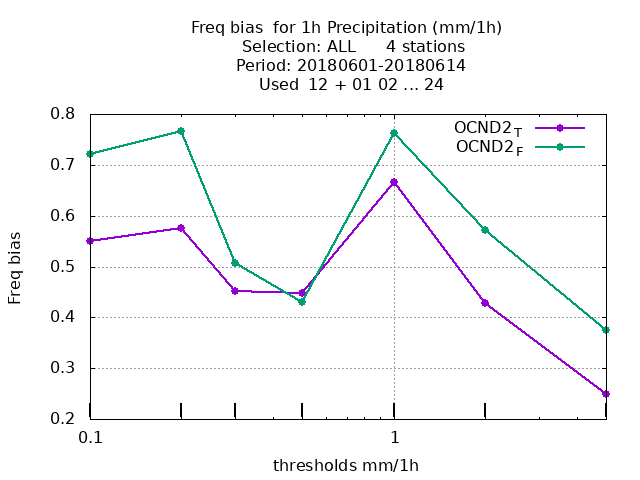 Freq bias  for 1h Precipitation (mm/1h)
Selection: ALL      4 stations
Period: 20180601-20180614
Used  12 + 01 02 ... 24
OCND2T
OCND2F
0.8
0.7
0.6
0.5
0.4
0.3
0.2
Freq bias
0.1 1
thresholds mm/1h